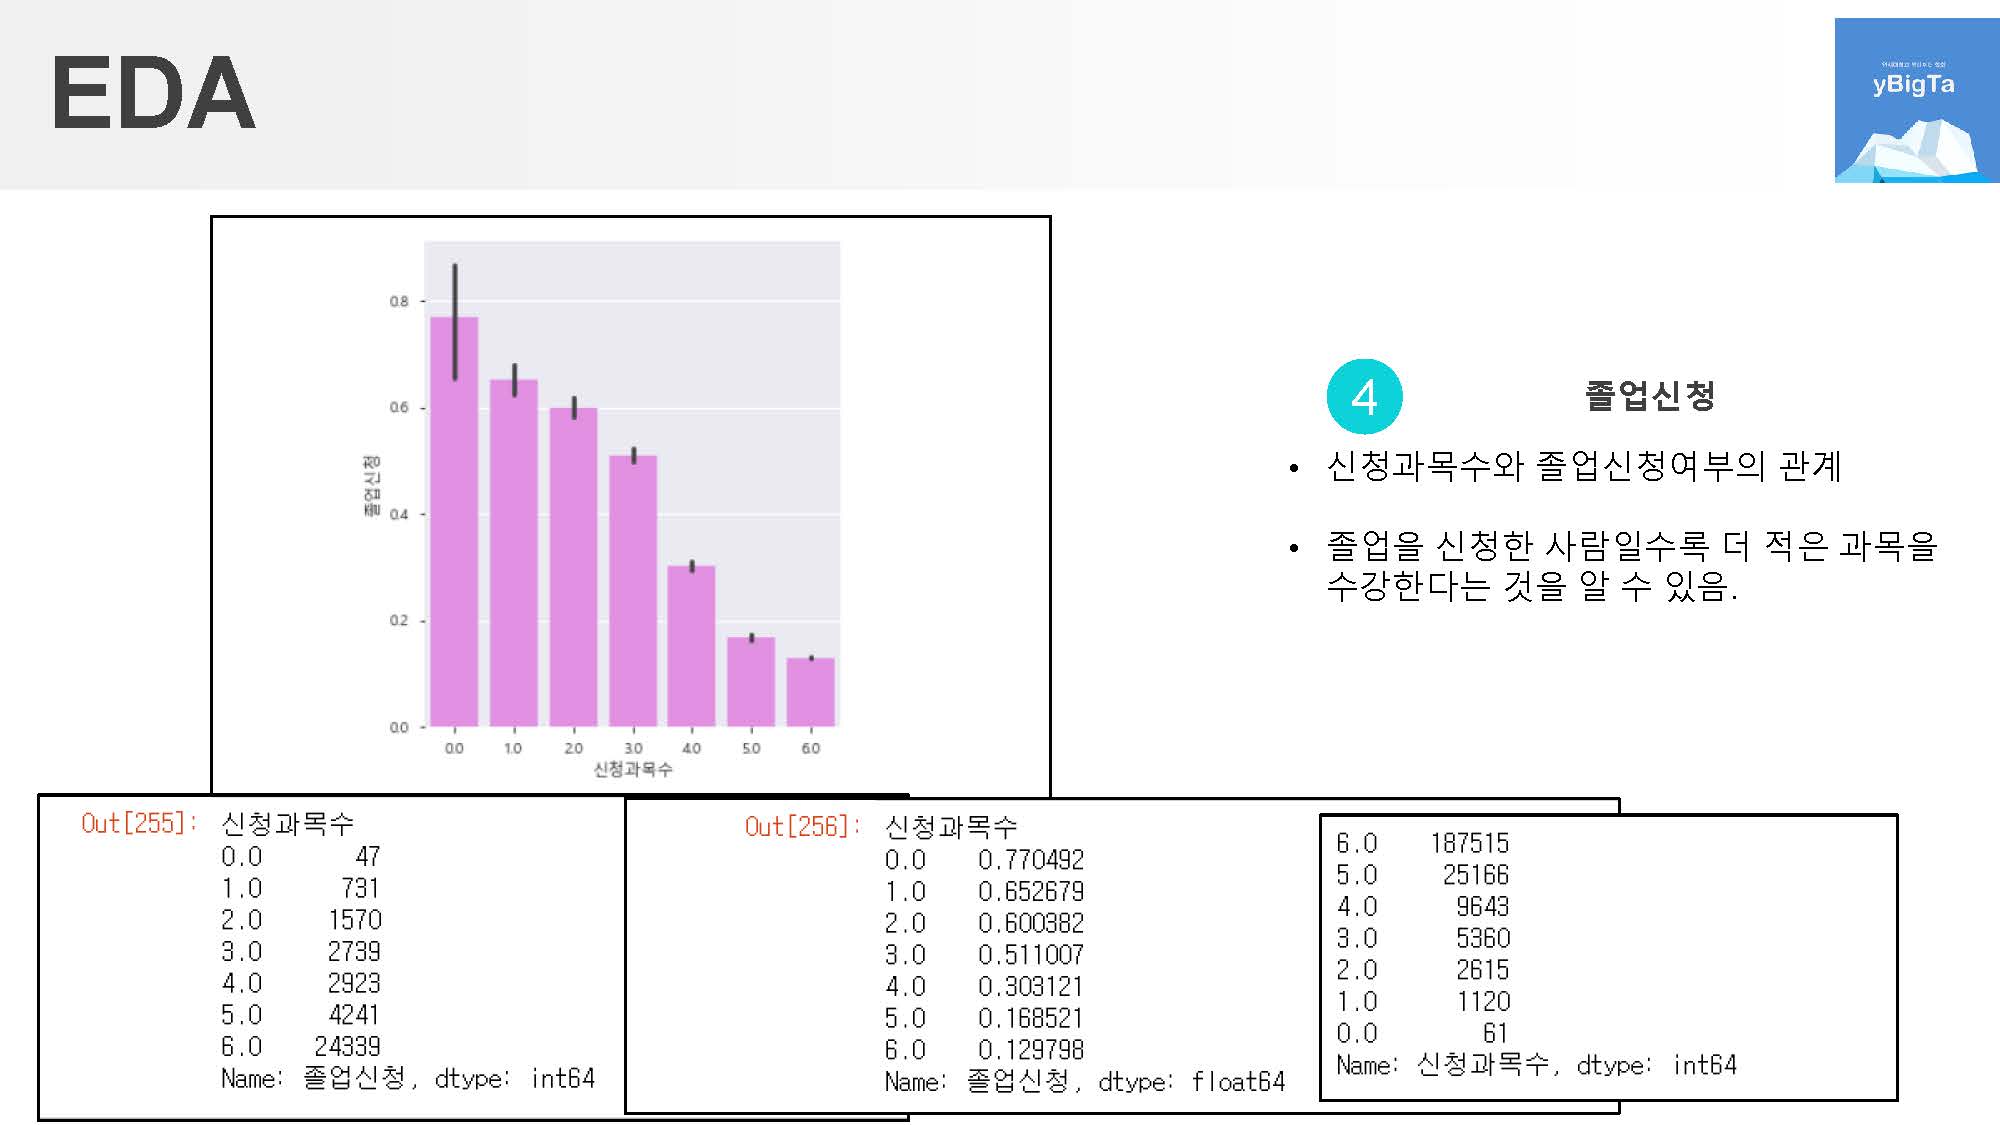 EDA
yBigTa
0.8
0.6
0.4
0.2
0.0
졸업신청
0.0 1.0 2.0 3.0 4.0 5.0 6.0
신청과목수
4 졸업신청
• 신청과목수와 졸업신청여부의 관계
• 졸업을 신청한 사람일수록 더 적은 과목을
수강한다는 것을 알 수 있음.
Out[255]: 신청과목수
0.0 47
1.0 731
2.0 1570
3.0 2739
4.0 2923
5.0 4241
6.0 24339
Name: 졸업신청, dtype: int64
Out[256]: 신청과목수
0.0 0.770492
1.0 0.652679
2.0 0.600382
3.0 0.511007
4.0 0.303121
5.0 0.168521
6.0 0.129798
Name: 졸업신청, dtype: float64
6.0 187515
5.0 25166
4.0 9643
3.0 5360
2.0 2615
1.0 1120
0.0 61
Name: 신청과목수, dtype: int64